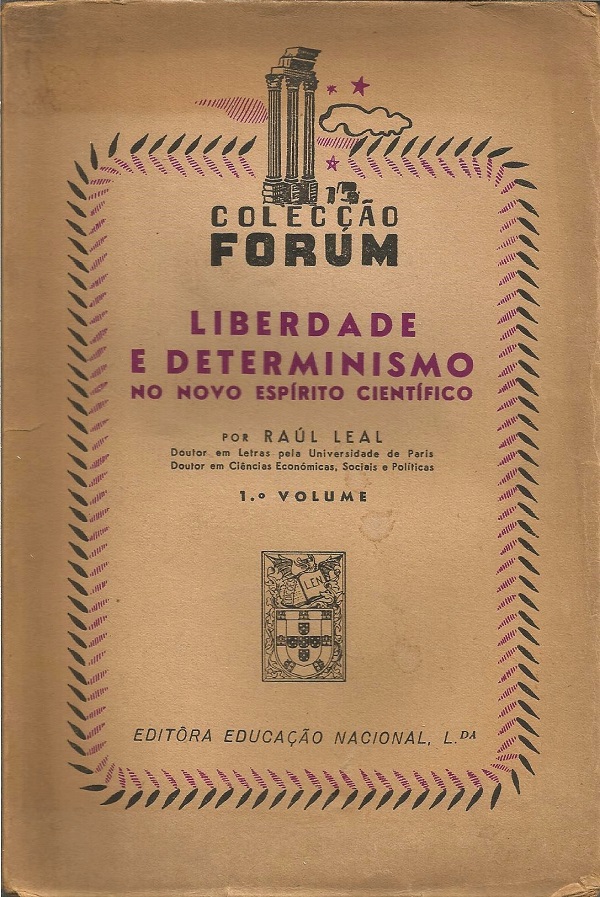 COLECÇÃO
FORUM
LIBERDADE
E DETERMINISMO
NO NOVO ESPÍRITO CIENTÍFICO
POR RAÚL LEAL
Doutor em Letras pela Universidade de Paris
Doutor em Ciências Económicas, Sociais e Políticas
1.º VOLUME
EDITÔRA EDUCAÇÃO NACIONAL, L.DA